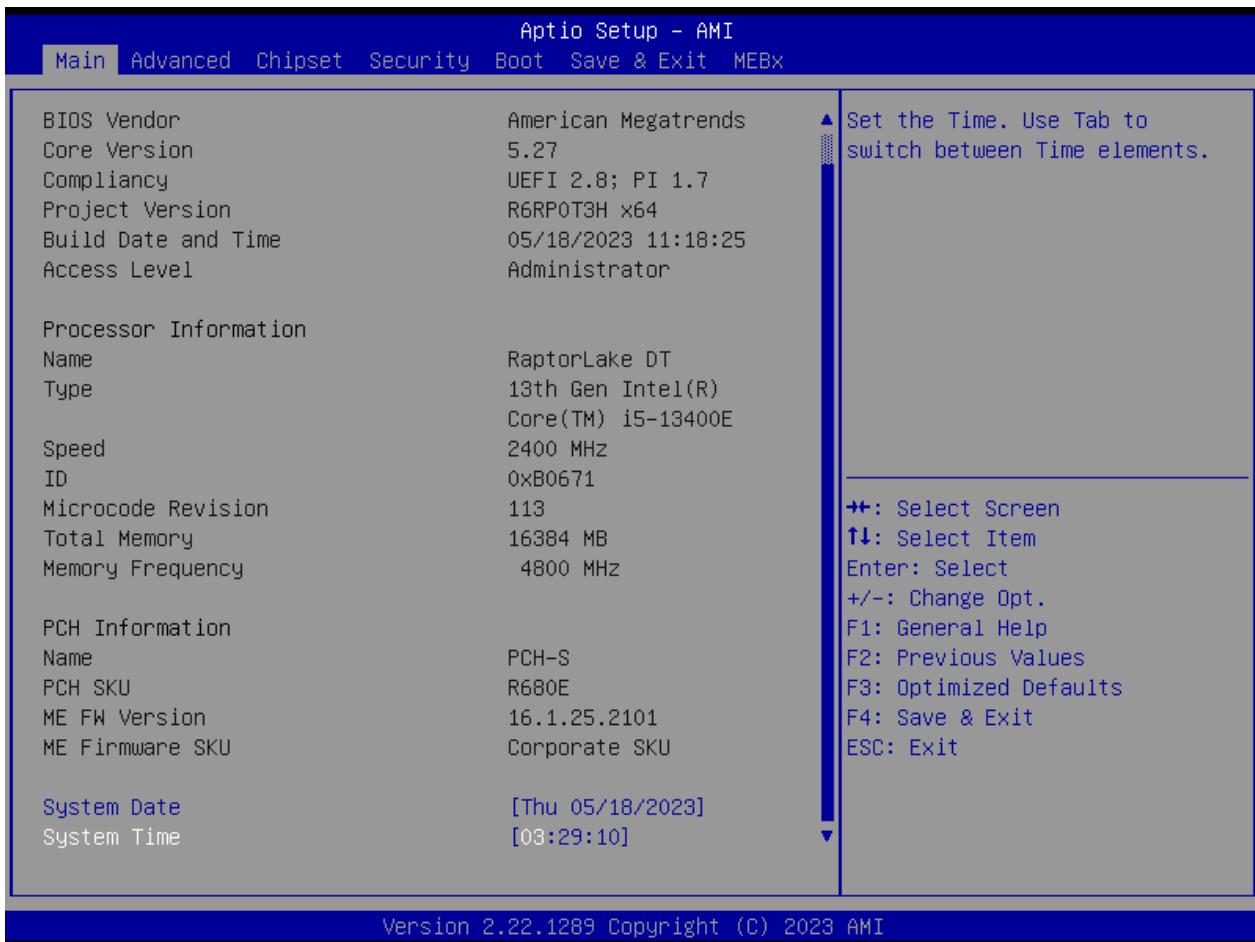 Aptio Setup – AMI
Main Advanced Chipset Security Boot Save & Exit MEBx
BIOS Vendor American Megatrends
Core Version 5.27
Compliancy UEFI 2.8; PI 1.7
Project Version R6RP0T3H x64
Build Date and Time 05/18/2023 11:18:25
Access Level Administrator
Processor Information
Name RaptorLake DT
Type 13th Gen Intel(R)
Core(TM) i5-13400E
Speed 2400 MHz
ID 0xB0671
Microcode Revision 113
Total Memory 16384 MB
Memory Frequency 4800 MHz
PCH Information
Name PCH-S
PCH SKU R680E
ME FW Version 16.1.25.2101
ME Firmware SKU Corporate SKU
System Date [Thu 05/18/2023]
System Time [03:29:10]
Set the Time. Use Tab to
switch between Time elements.
→←: Select Screen
↑↓: Select Item
Enter: Select
+/-: Change Opt.
F1: General Help
F2: Previous Values
F3: Optimized Defaults
F4: Save & Exit
ESC: Exit
Version 2.22.1289 Copyright (C) 2023 AMI